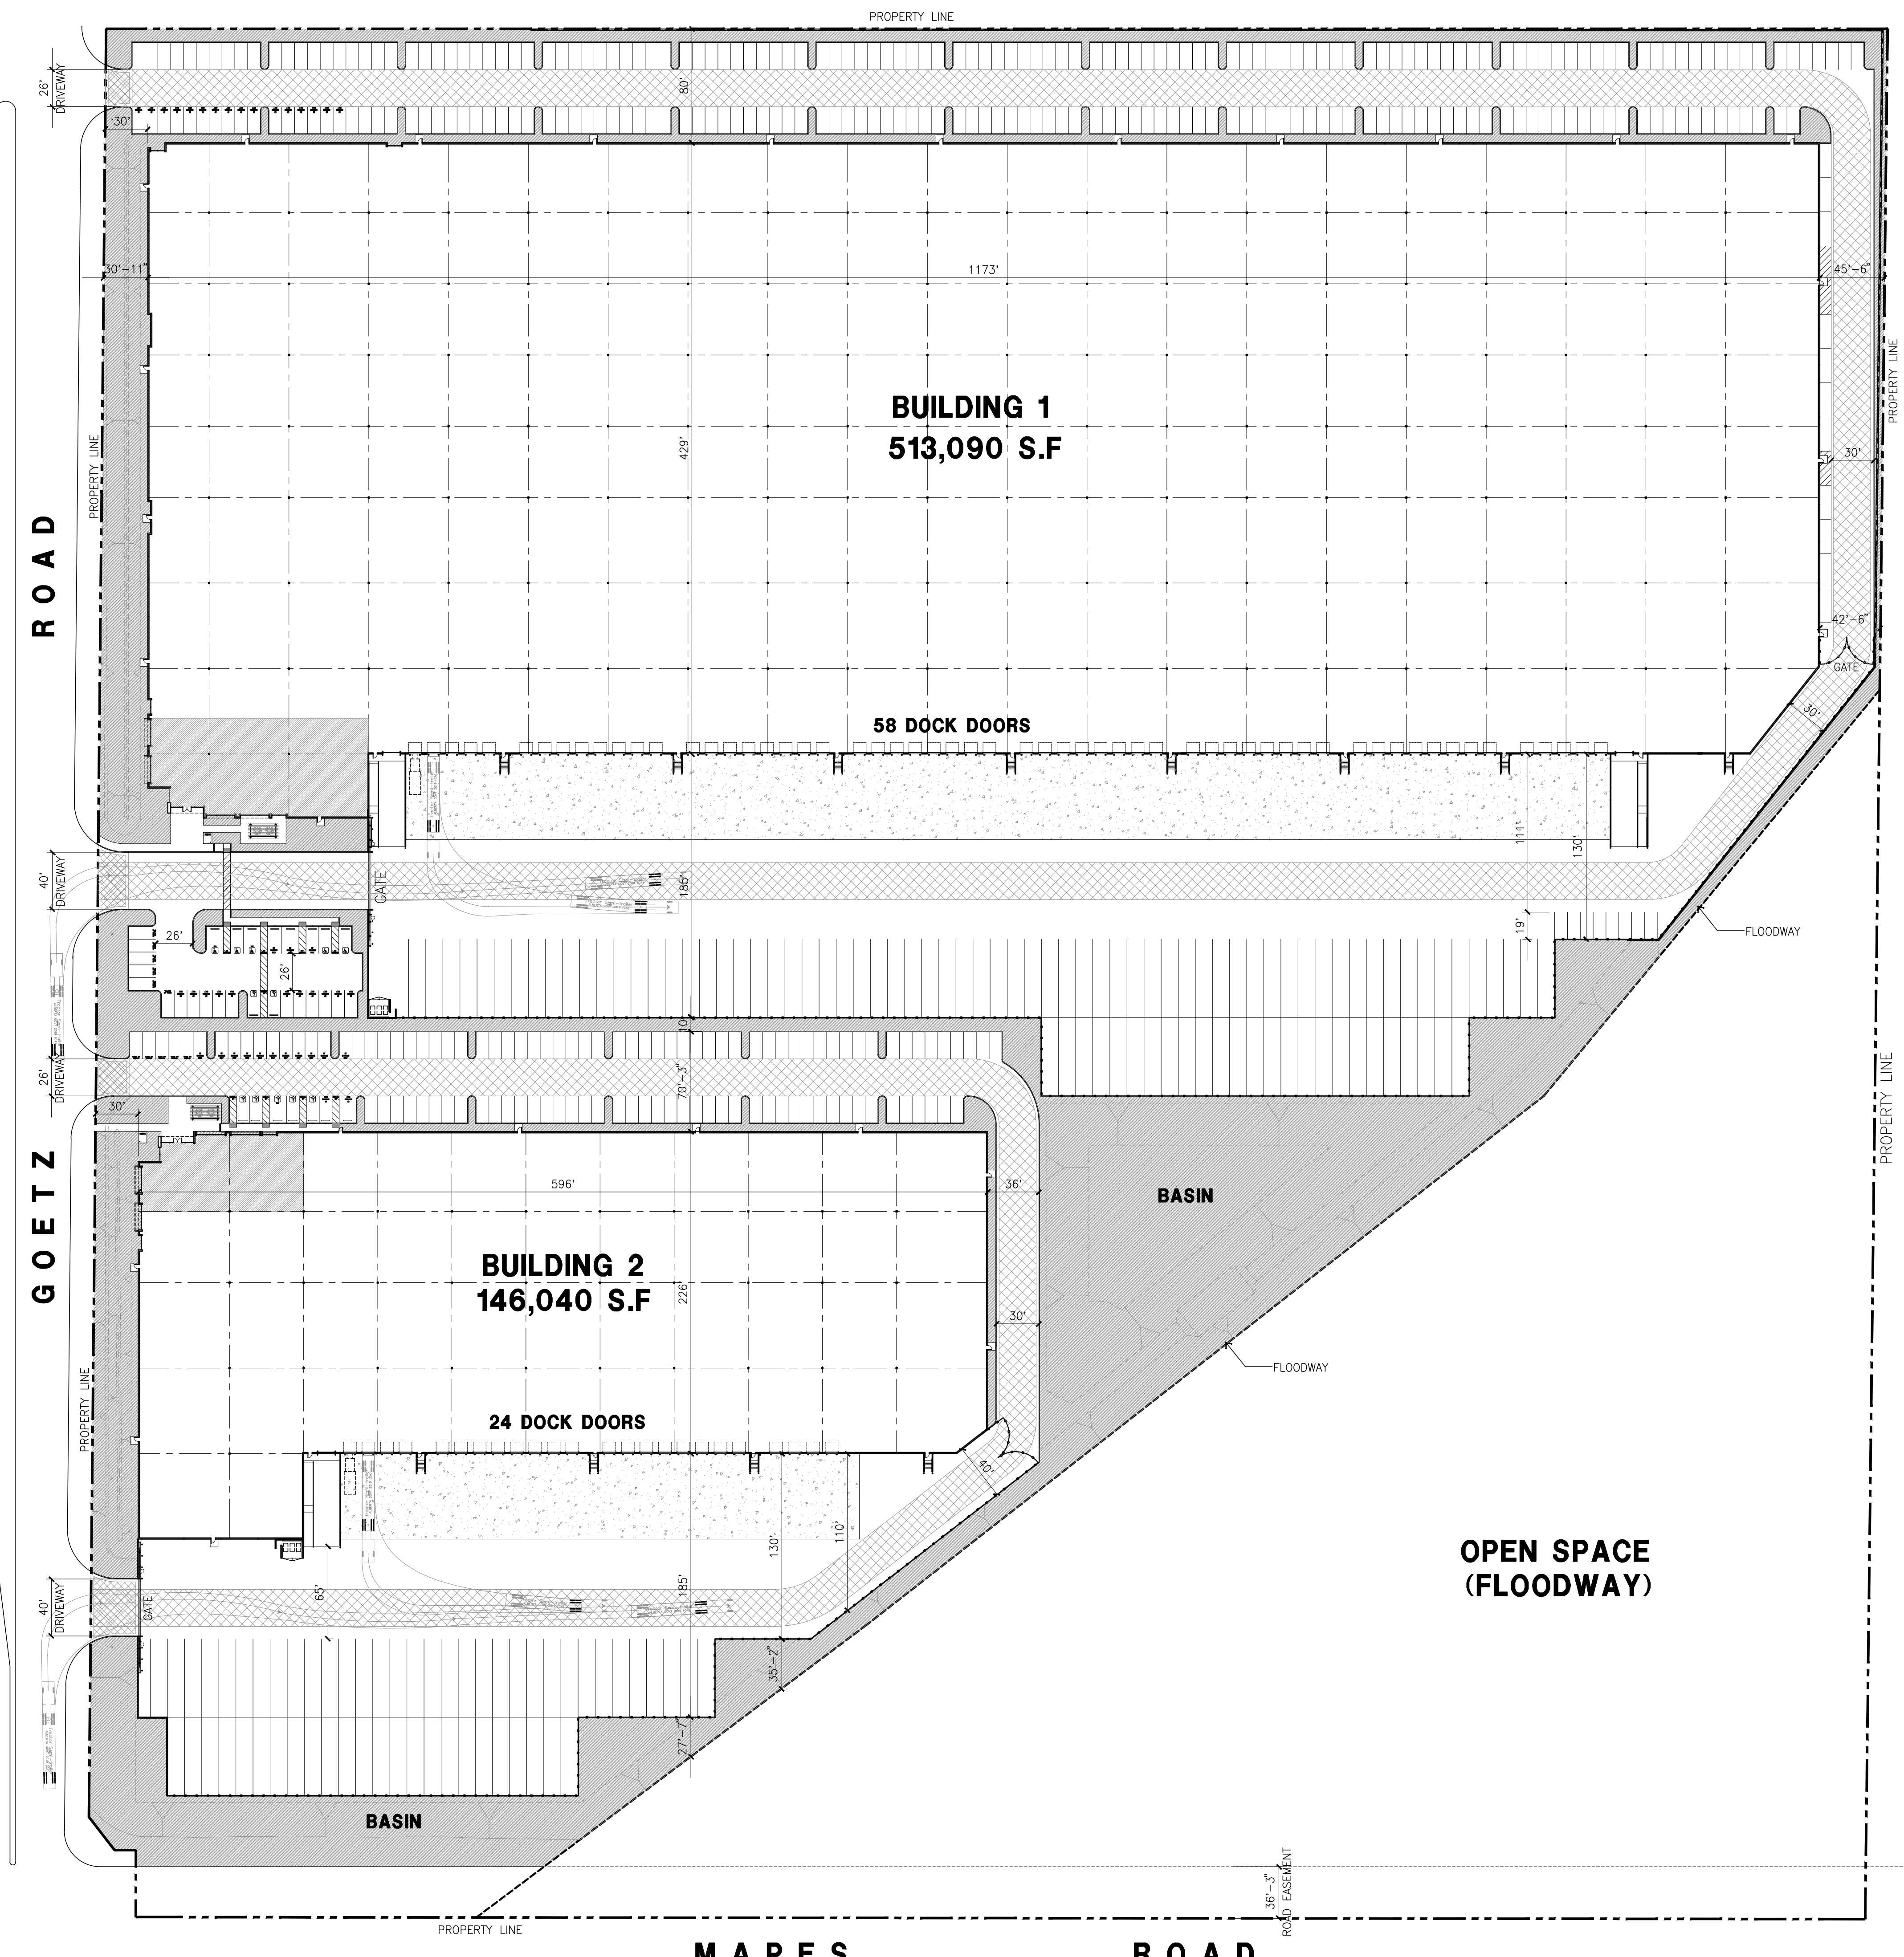 PROPERTY LINE
26'
DRIVEWAY
80'
'30'
30'-11"
1173'
45'-6"
PROPERTY LINE
BUILDING 1
513,090 S.F
429'
30'
PROPERTY LINE
ROAD
42'-6"
GATE
30'
58 DOCK DOORS
111'
130'
40'
DRIVEWAY
GATE
185'
19'
FLOODWAY
26'
26'
10'
26'
DRIVEWAY
70'-3"
30'
PROPERTY LINE
GOETZ
596'
36'
BASIN
BUILDING 2
146,040 S.F
226'
30'
FLOODWAY
PROPERTY LINE
24 DOCK DOORS
40'
130'
110'
OPEN SPACE
(FLOODWAY)
40'
DRIVEWAY
GATE
65'
185'
35'-2"
27'-7"
BASIN
36'-3"
ROAD EASEMENT
PROPERTY LINE
MAPES ROAD